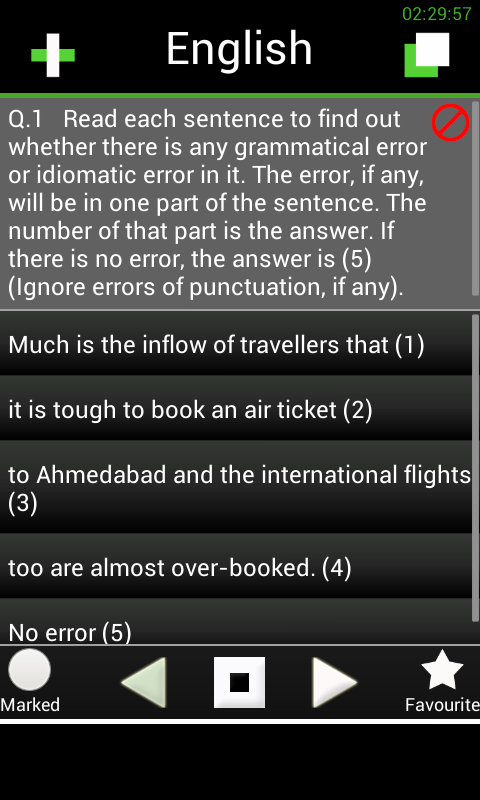 02:29:57
English
Q.1 Read each sentence to find out
whether there is any grammatical error
or idiomatic error in it. The error, if any,
will be in one part of the sentence. The
number of that part is the answer. If
there is no error, the answer is (5)
(Ignore errors of punctuation, if any).
Much is the inflow of travellers that (1)
it is tough to book an air ticket (2)
to Ahmedabad and the international flights
(3)
too are almost over-booked. (4)
No error (5)
Marked
Favourite